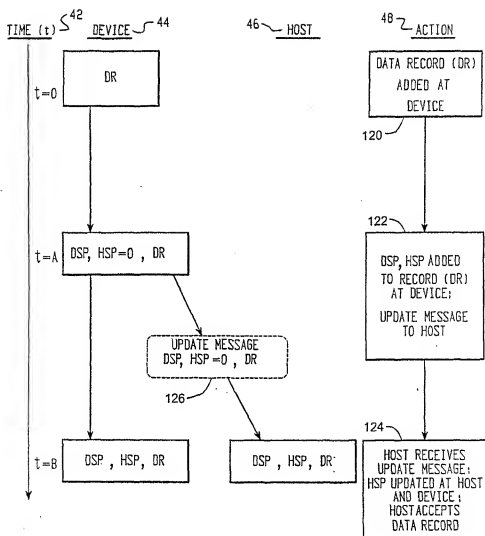 TIME (t) 42
DEVICE 44
46 HOST
48 ACTION
t=0
DR
DATA RECORD (DR)
ADDED AT
DEVICE
120
t=A
DSP, HSP=0 , DR
122
DSP, HSP ADDED
TO RECORD (DR)
AT DEVICE;
UPDATE MESSAGE
TO HOST
UPDATE MESSAGE
DSP, HSP =0 , DR
126
t=B
DSP , HSP, DR
DSP , HSP, DR
124
HOST RECEIVES
UPDATE MESSAGE;
HSP UPDATED AT HOST
AND DEVICE;
HOST ACCEPTS
DATA RECORD